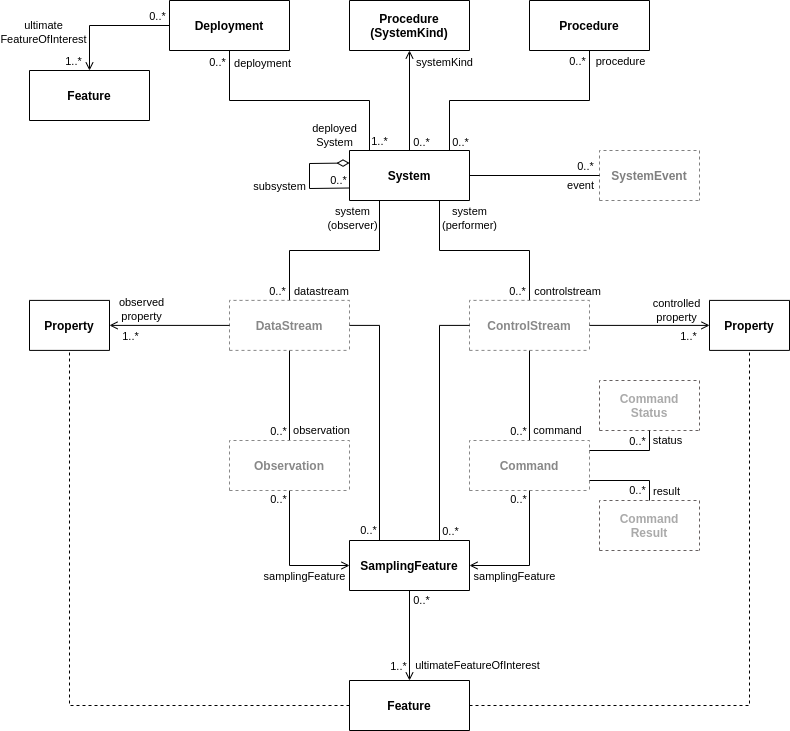 ultimate
FeatureOfInterest
0..*
Deployment
Procedure
(SystemKind)
Procedure
1..*
Feature
0..*
deployment
systemKind
0..*
procedure
deployed
System
1..*
0..*
0..*
subsystem
0..*
System
0..*
event
SystemEvent
system
(observer)
system
(performer)
0..*
datastream
0..*
controlstream
Property
observed
property
1..*
DataStream
ControlStream
controlled
property
1..*
Property
Command
Status
0..*
status
0..*
observation
0..*
command
Observation
Command
0..*
0..*
0..*
result
Command
Result
0..*
0..*
SamplingFeature
samplingFeature
samplingFeature
0..*
1..*
ultimateFeatureOfInterest
Feature